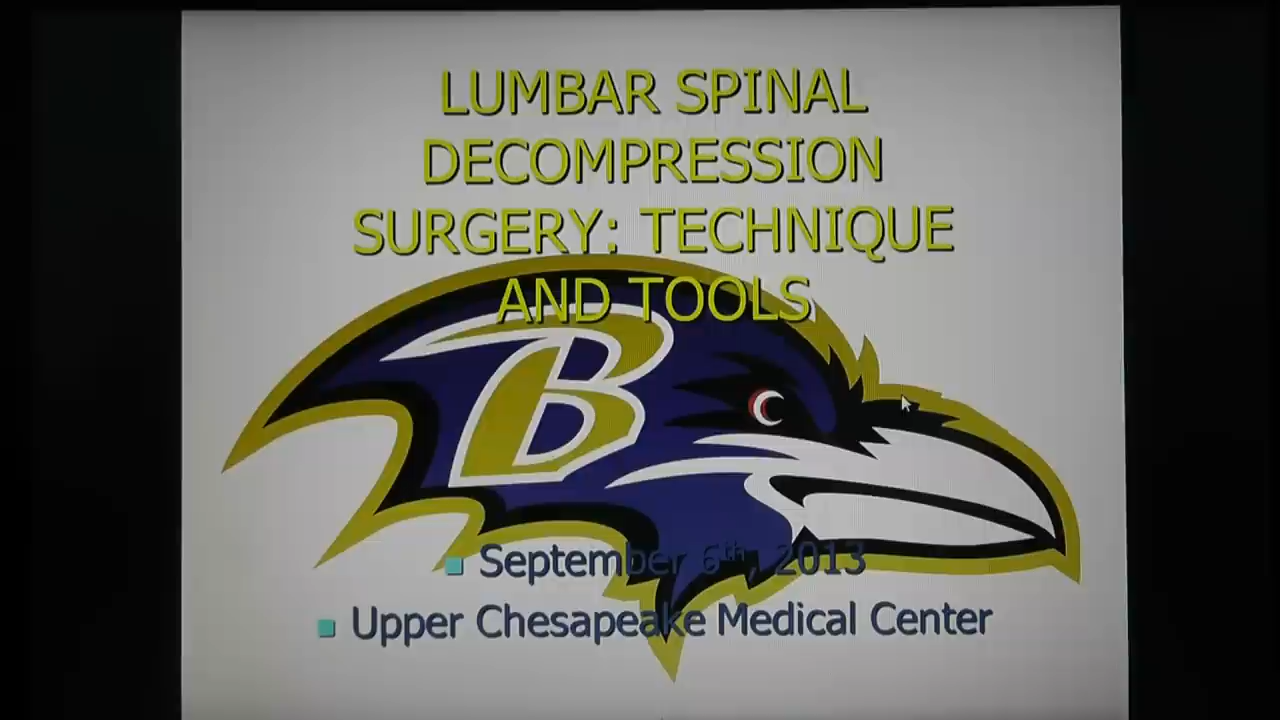 LUMBAR SPINAL
DECOMPRESSION
SURGERY: TECHNIQUE
AND TOOLS
B
September 6th, 2013
Upper Chesapeake Medical Center